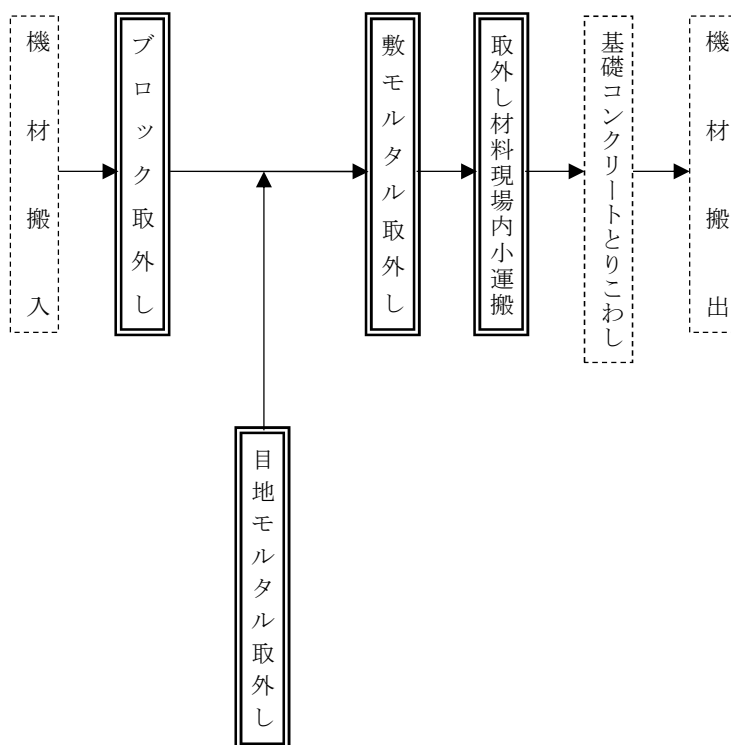 機材搬入
ブロック取外し
目地モルタル取外し
敷モルタル取外し
取外し材料現場内小運搬
基礎コンクリートとりこわし
機材搬出